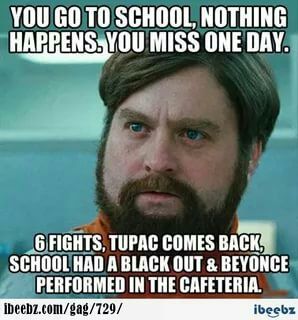 YOU GO TO SCHOOL, NOTHING
HAPPENS. YOU MISS ONE DAY.
6 FIGHTS, TUPAC COMES BACK,
SCHOOL HAD A BLACK OUT & BEYONCE
PERFORMED IN THE CAFETERIA.
ibeebz.com/gag/729/
ibeebz